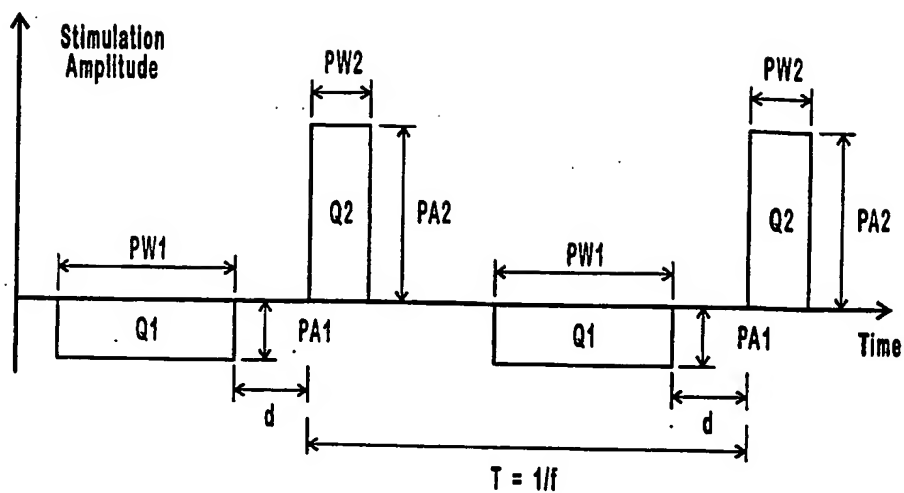 Stimulation
Amplitude
PW2
PW2
Q2
PA2
Q2
PA2
PW1
PW1
Q1
PA1
Q1
PA1
Time
d
d
T = 1/f